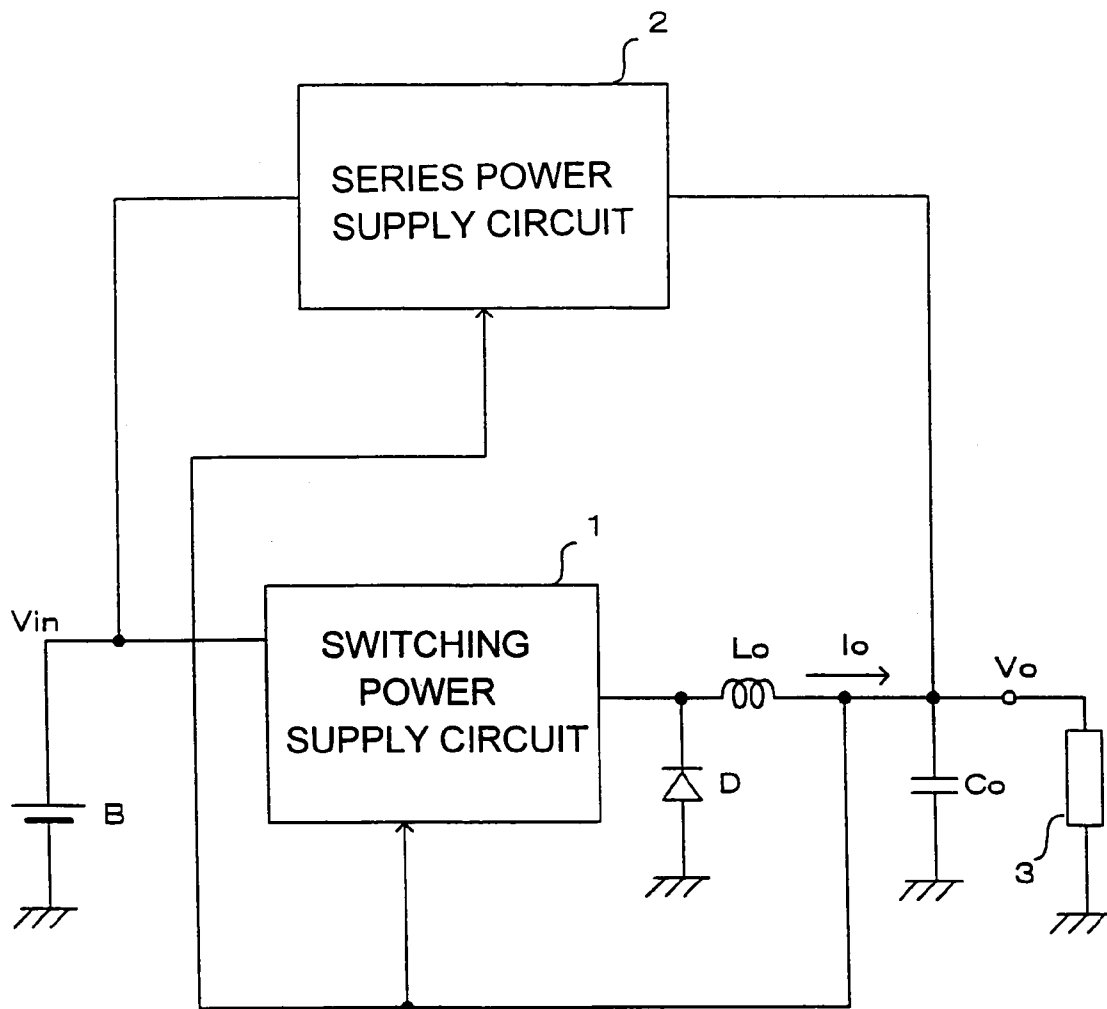 2
SERIES POWER
SUPPLY CIRCUIT
1
Vin
SWITCHING
POWER
SUPPLY CIRCUIT
Lo
Io
Vo
B
D
Co
3